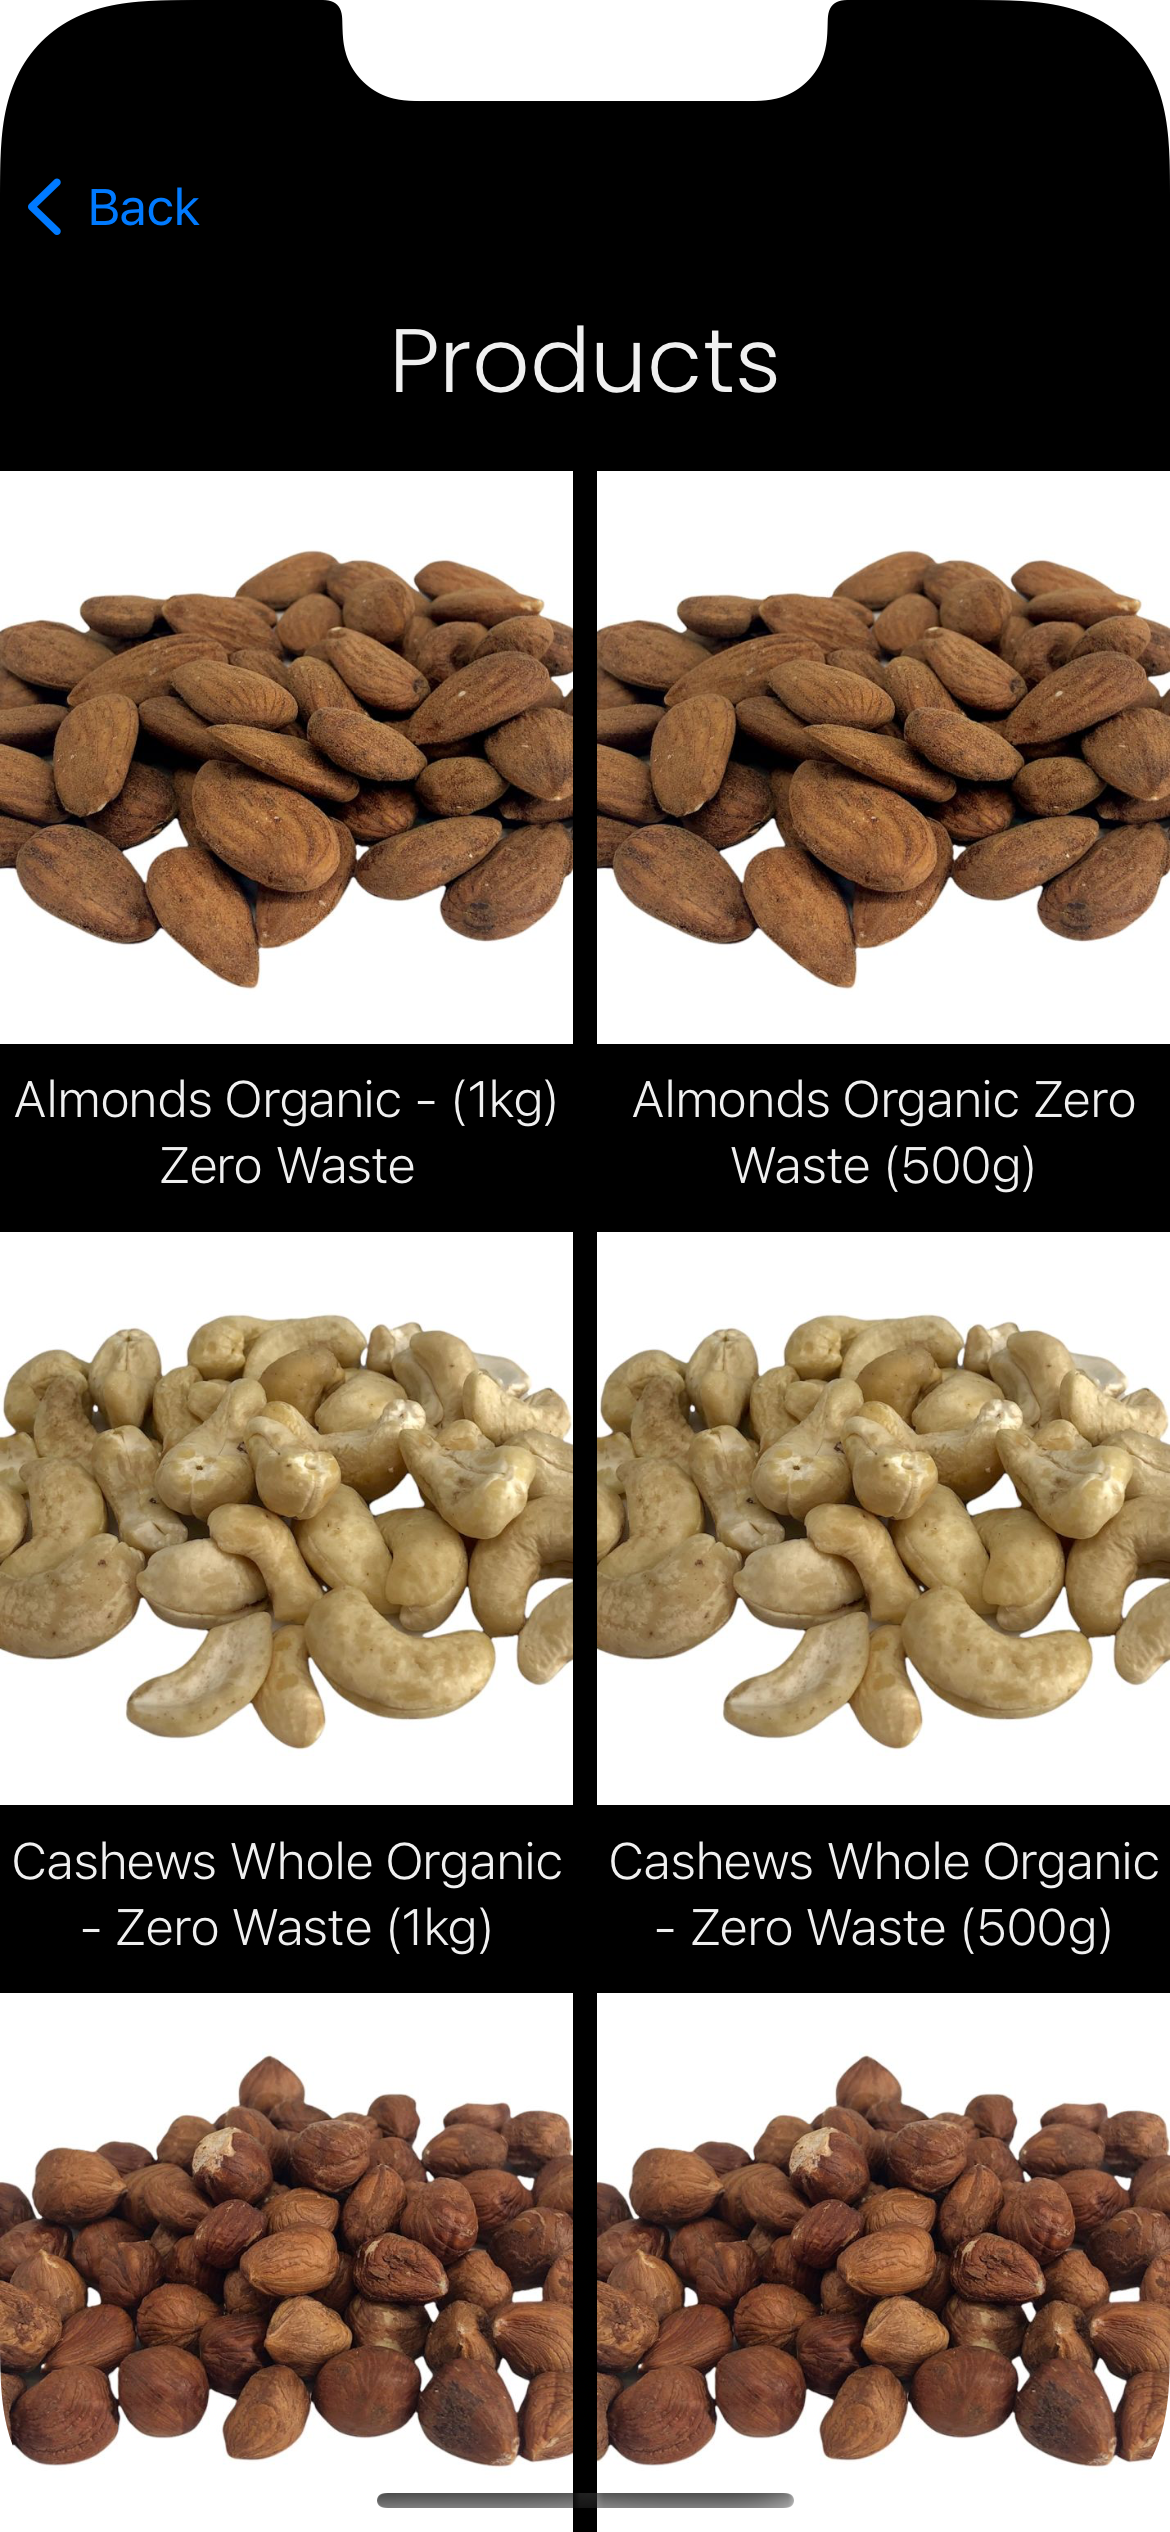 Back
Products
Almonds Organic - (1kg)
Zero Waste
Almonds Organic Zero
Waste (500g)
Cashews Whole Organic
- Zero Waste (1kg)
Cashews Whole Organic
- Zero Waste (500g)